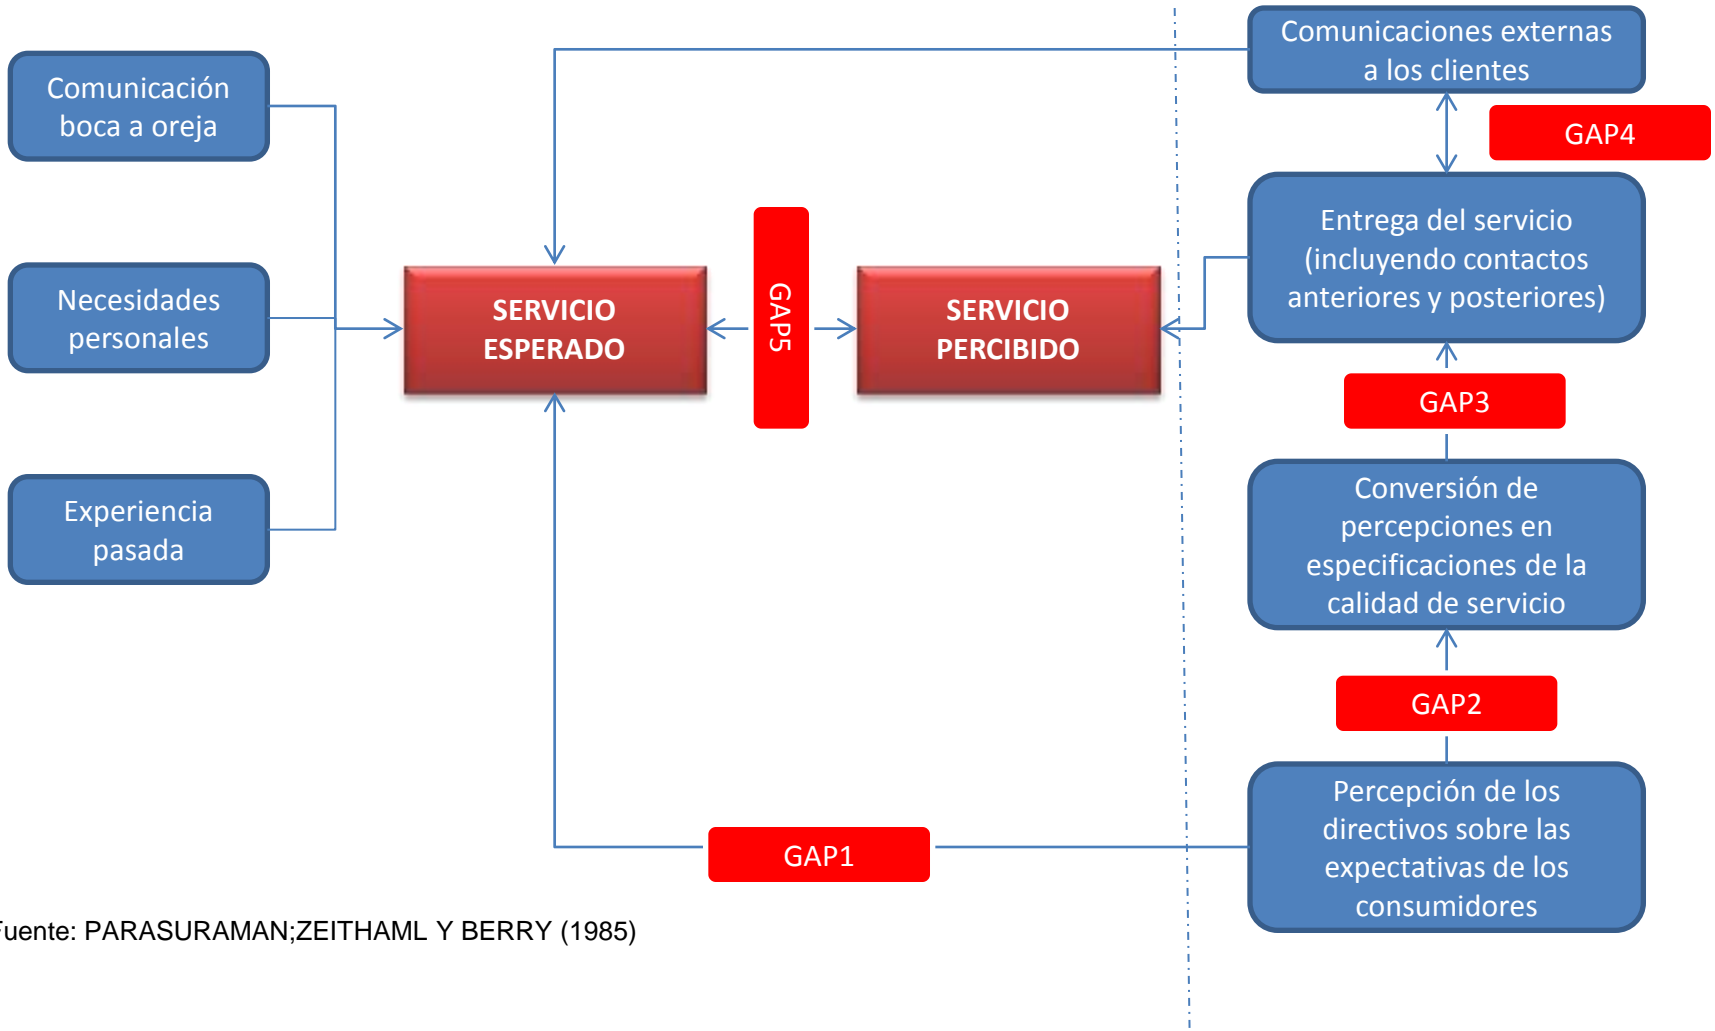 Comunicaciones externas
a los clientes
Comunicación
boca a oreja
GAP4
Entrega del servicio
(incluyendo contactos
anteriores y posteriores)
Necesidades
personales
SERVICIO
ESPERADO
GAP5
SERVICIO
PERCIBIDO
GAP3
Experiencia
pasada
Conversión de
percepciones en
especificaciones de la
calidad de servicio
GAP2
Percepción de los
directivos sobre las
expectativas de los
consumidores
GAP1
Fuente: PARASURAMAN;ZEITHAML Y BERRY (1985)